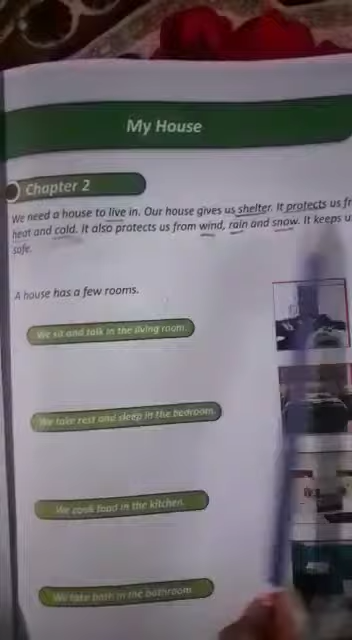 My House
Chapter 2
We need a house to live in. Our house gives us shelter. It protects us fr
heat and cold. It also protects us from wind, rain and snow. It keeps u
safe.
A house has a few rooms.
We sit and talk in the living room.
We take rest and sleep in the bedroom.
We cook food in the kitchen.
We take bath in the bathroom.